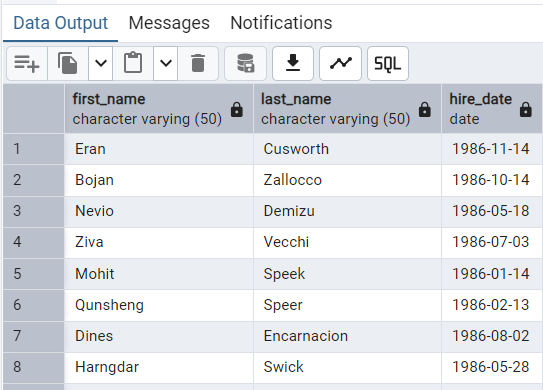 Data Output Messages Notifications
SQL
first_name last_name hire_date
character varying (50) character varying (50) date
1 Eran Cusworth 1986-11-14
2 Bojan Zallocco 1986-10-14
3 Nevio Demizu 1986-05-18
4 Ziva Vecchi 1986-07-03
5 Mohit Speek 1986-01-14
6 Qunsheng Speer 1986-02-13
7 Dines Encarnacion 1986-08-02
8 Harngdar Swick 1986-05-28